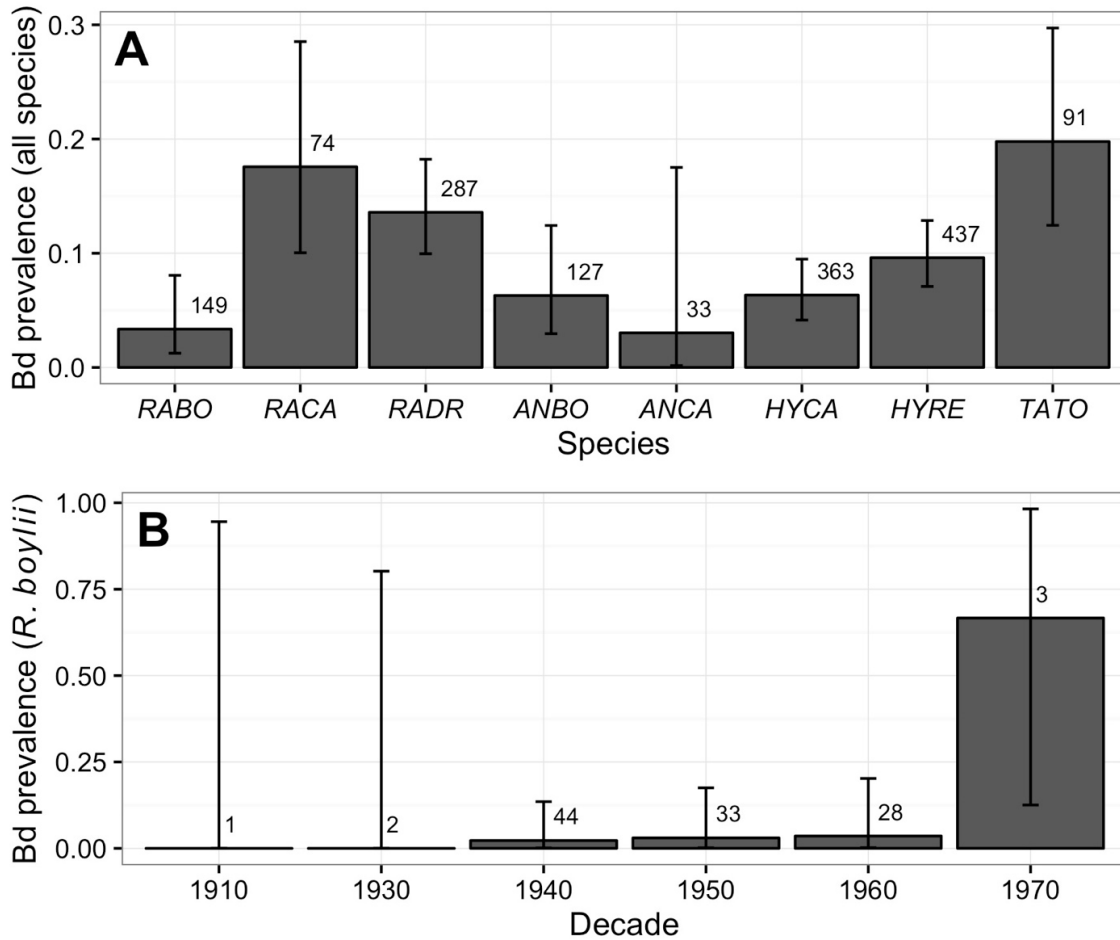 A
Bd prevalence (all species)
0.3
0.2
0.1
0.0
149
74
287
127
33
363
437
91
RABO RACA RADR ANBO ANCA HYCA HYRE TATO
Species
B
Bd prevalence (R. boylii)
1.00
0.75
0.50
0.25
0.00
1
2
44
33
28
3
1910 1930 1940 1950 1960 1970
Decade